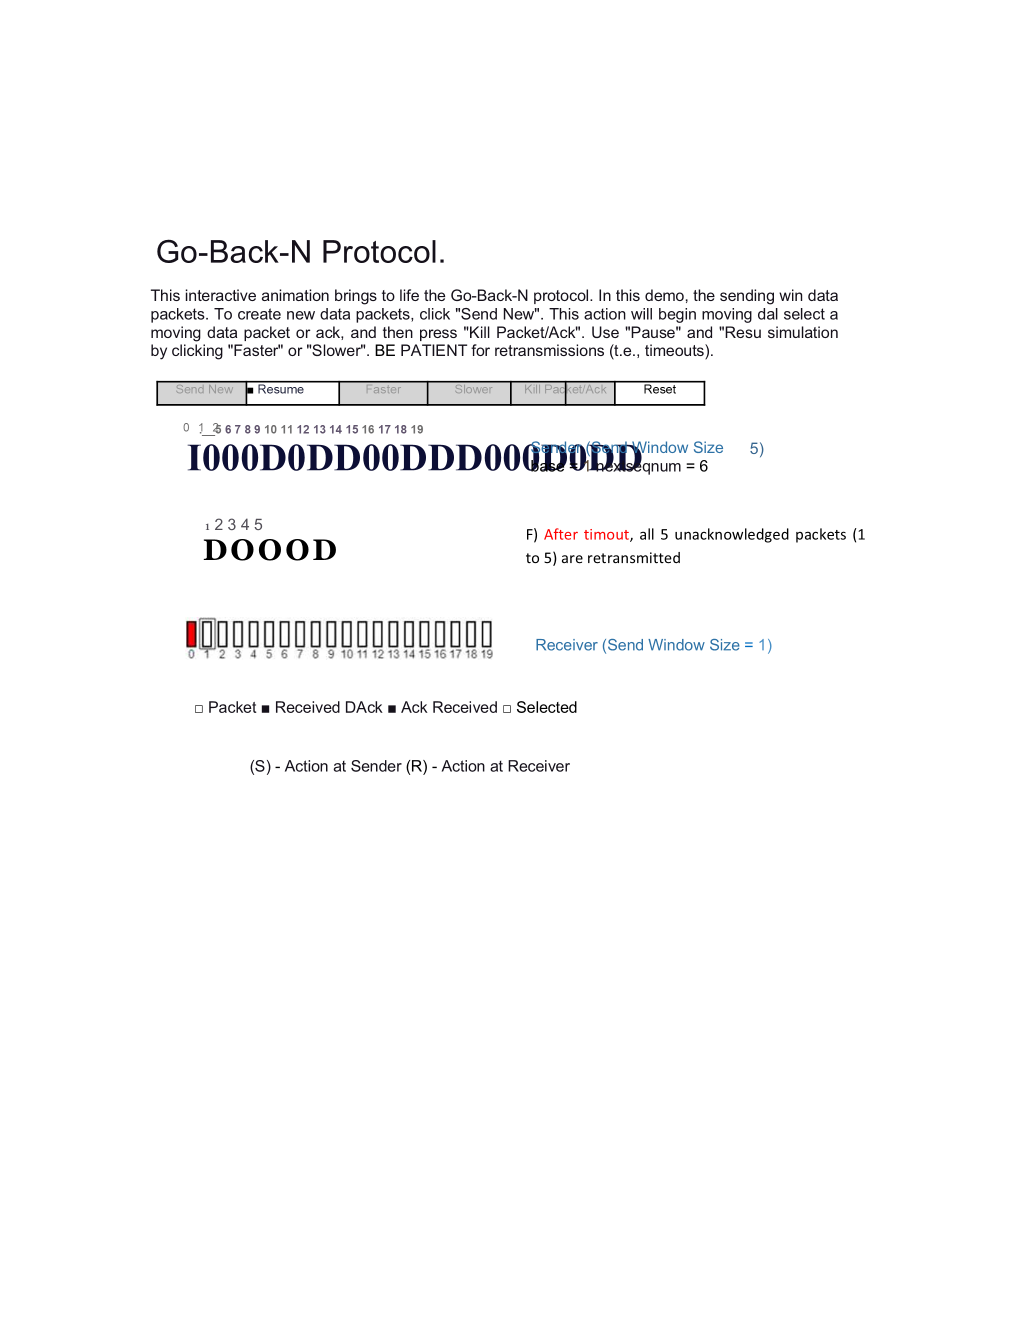 Go-Back-N Protocol.
This interactive animation brings to life the Go-Back-N protocol. In this demo, the sending win data
packets. To create new data packets, click "Send New". This action will begin moving dal select a
moving data packet or ack, and then press "Kill Packet/Ack". Use "Pause" and "Resu simulation
by clicking "Faster" or "Slower". BE PATIENT for retransmissions (t.e., timeouts).
Send New ■ Resume Faster Slower Kill Packet/Ack Reset
0 1 2 5 6 7 8 9 10 11 12 13 14 15 16 17 18 19
I000D0DD00DDD000D0DD
Sender (Send Window Size 5)
base = 1 nexiseqnum = 6
1 2 3 4 5
DOOOD
F) After timout, all 5 unacknowledged packets (1
to 5) are retransmitted
0 1 2 3 4 5 6 7 8 9 10 11 12 13 14 15 16 17 18 19
Receiver (Send Window Size = 1)
□ Packet ■ Received DAck ■ Ack Received □ Selected
(S) - Action at Sender (R) - Action at Receiver